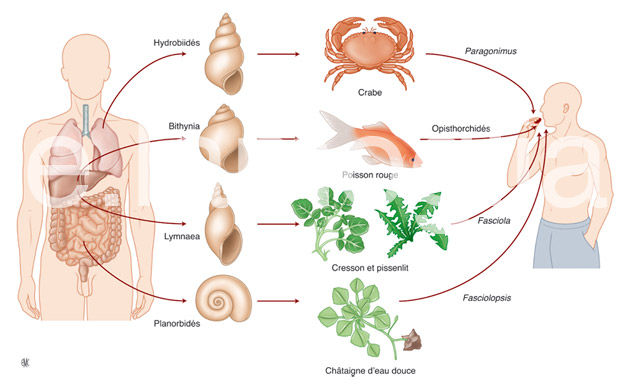 Hydrobiidés
Paragonimus
Crabe
Bithynia
Opisthorchidés
Poisson rouge
Lymnaea
Fasciola
Cresson et pissenlit
Fasciolopsis
Planorbidés
Châtaigne d'eau douce